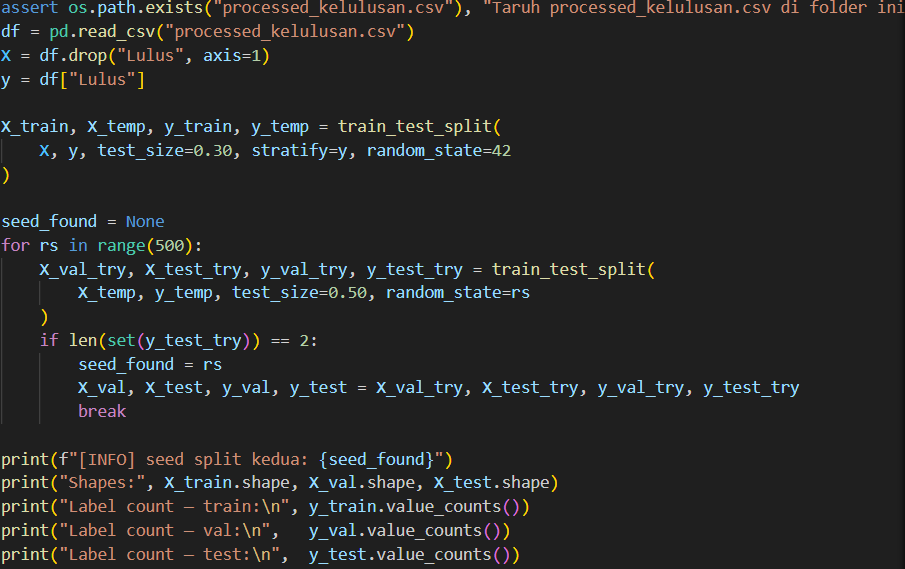 assert os.path.exists("processed_kelulusan.csv"), "Taruh processed_kelulusan.csv di folder ini
df = pd.read_csv("processed_kelulusan.csv")
X = df.drop("Lulus", axis=1)
y = df["Lulus"]
X_train, X_temp, y_train, y_temp = train_test_split(
    X, y, test_size=0.30, stratify=y, random_state=42
)
seed_found = None
for rs in range(500):
    X_val_try, X_test_try, y_val_try, y_test_try = train_test_split(
        X_temp, y_temp, test_size=0.50, random_state=rs
    )
    if len(set(y_test_try)) == 2:
        seed_found = rs
        X_val, X_test, y_val, y_test = X_val_try, X_test_try, y_val_try, y_test_try
        break
print(f"[INFO] seed split kedua: {seed_found}")
print("Shapes:", X_train.shape, X_val.shape, X_test.shape)
print("Label count — train:\n", y_train.value_counts())
print("Label count — val:\n",   y_val.value_counts())
print("Label count — test:\n",  y_test.value_counts())